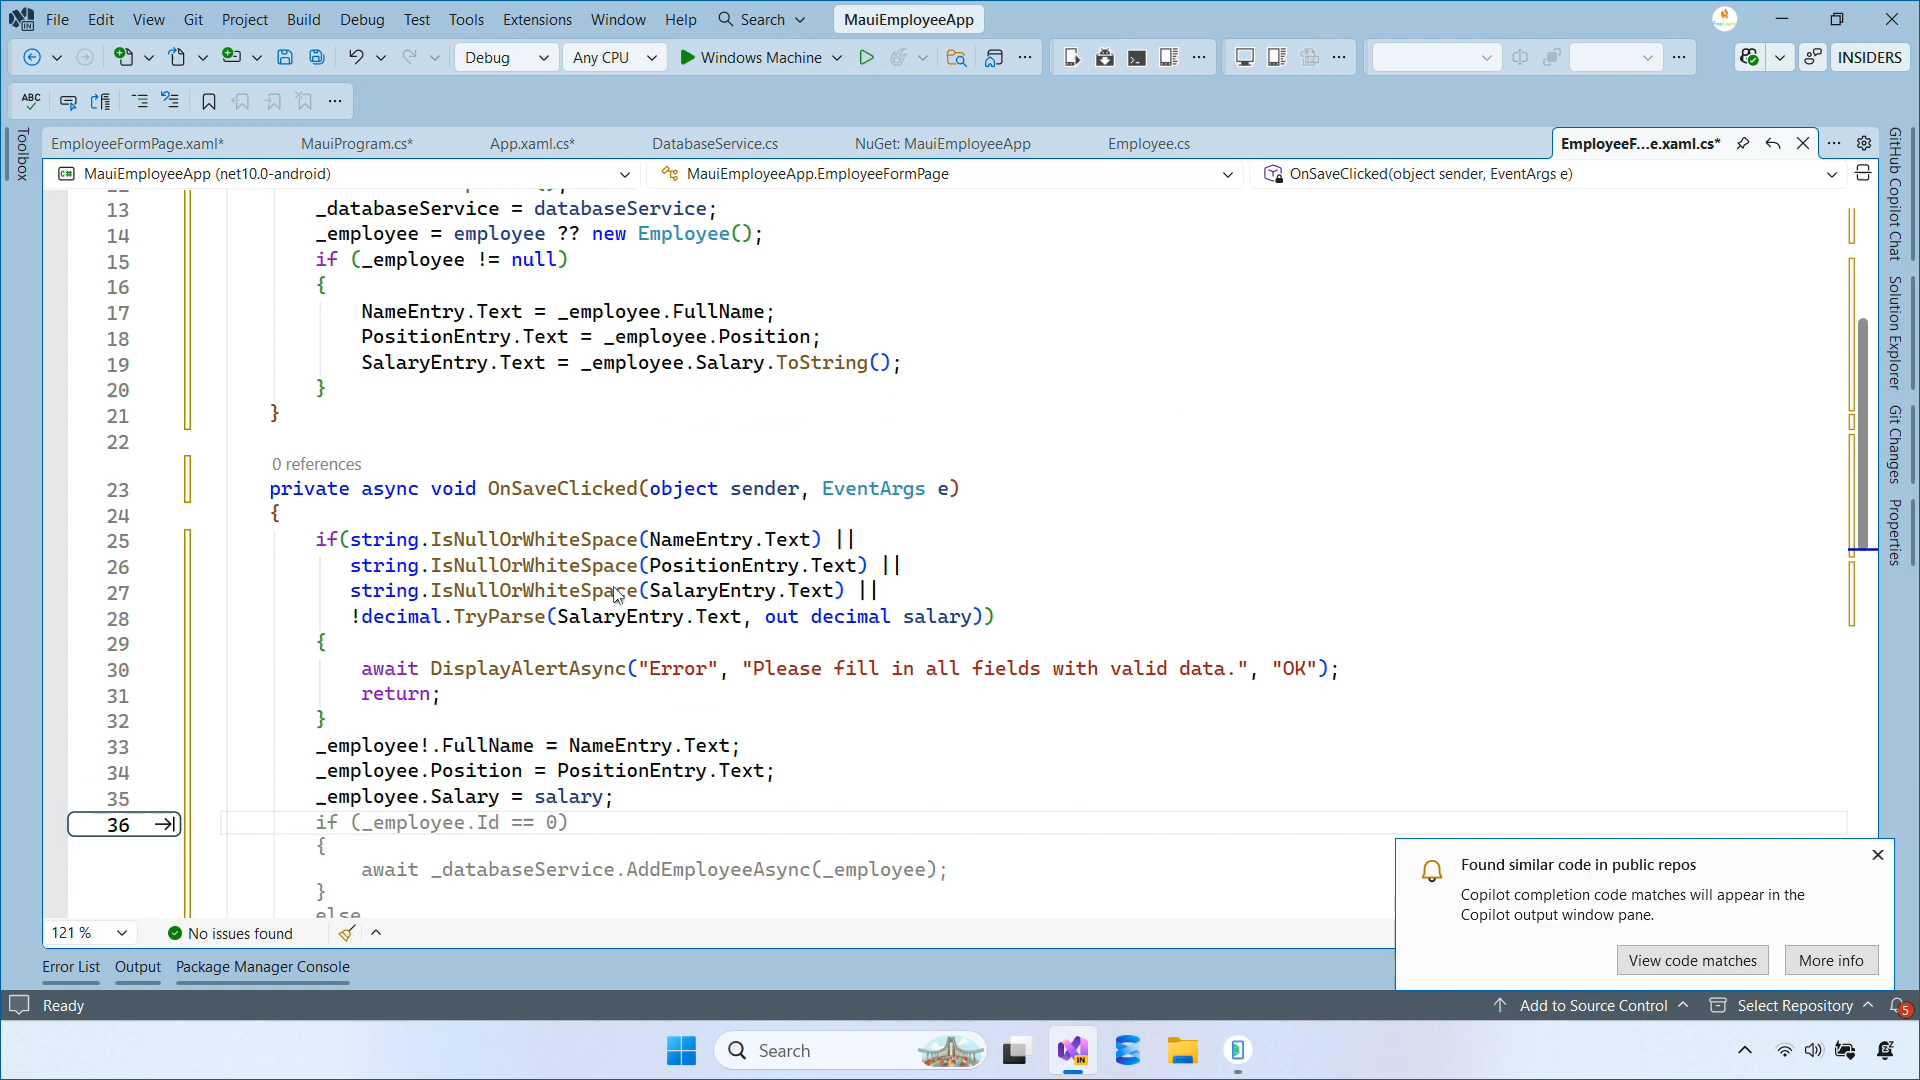 File Edit View Git Project Build Debug Test Tools Extensions Window Help Search MauiEmployeeApp
Debug Any CPU Windows Machine INSIDERS
ABC
Toolbox
EmployeeFormPage.xaml* MauiProgram.cs* App.xaml.cs* DatabaseService.cs NuGet: MauiEmployeeApp Employee.cs EmployeeF...e.xaml.cs*
C# MauiEmployeeApp (net10.0-android) MauiEmployeeApp.EmployeeFormPage OnSaveClicked(object sender, EventArgs e)
13 _databaseService = databaseService;
14 _employee = employee ?? new Employee();
15 if (_employee != null)
16 {
17 NameEntry.Text = _employee.FullName;
18 PositionEntry.Text = _employee.Position;
19 SalaryEntry.Text = _employee.Salary.ToString();
20 }
21 }
22
0 references
23 private async void OnSaveClicked(object sender, EventArgs e)
24 {
25 if(string.IsNullOrWhiteSpace(NameEntry.Text) ||
26 string.IsNullOrWhiteSpace(PositionEntry.Text) ||
27 string.IsNullOrWhiteSpace(SalaryEntry.Text) ||
28 !decimal.TryParse(SalaryEntry.Text, out decimal salary))
29 {
30 await DisplayAlertAsync("Error", "Please fill in all fields with valid data.", "OK");
31 return;
32 }
33 _employee!.FullName = NameEntry.Text;
34 _employee.Position = PositionEntry.Text;
35 _employee.Salary = salary;
36 if (_employee.Id == 0)
{
await _databaseService.AddEmployeeAsync(_employee);
}
else
GitHub Copilot Chat
Solution Explorer
Git Changes
Properties
Found similar code in public repos
Copilot completion code matches will appear in the
Copilot output window pane.
View code matches More info
121 % No issues found
Error List Output Package Manager Console
Ready Add to Source Control Select Repository 5
Search